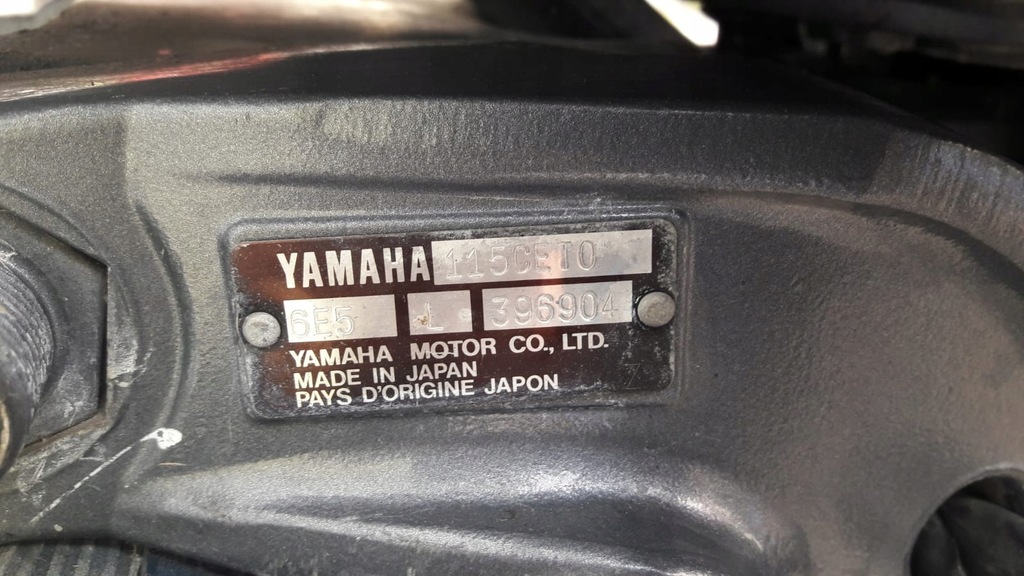 YAMAHA 115CETO
6E5 L 396904
YAMAHA MOTOR CO., LTD.
MADE IN JAPAN
PAYS D'ORIGINE JAPON